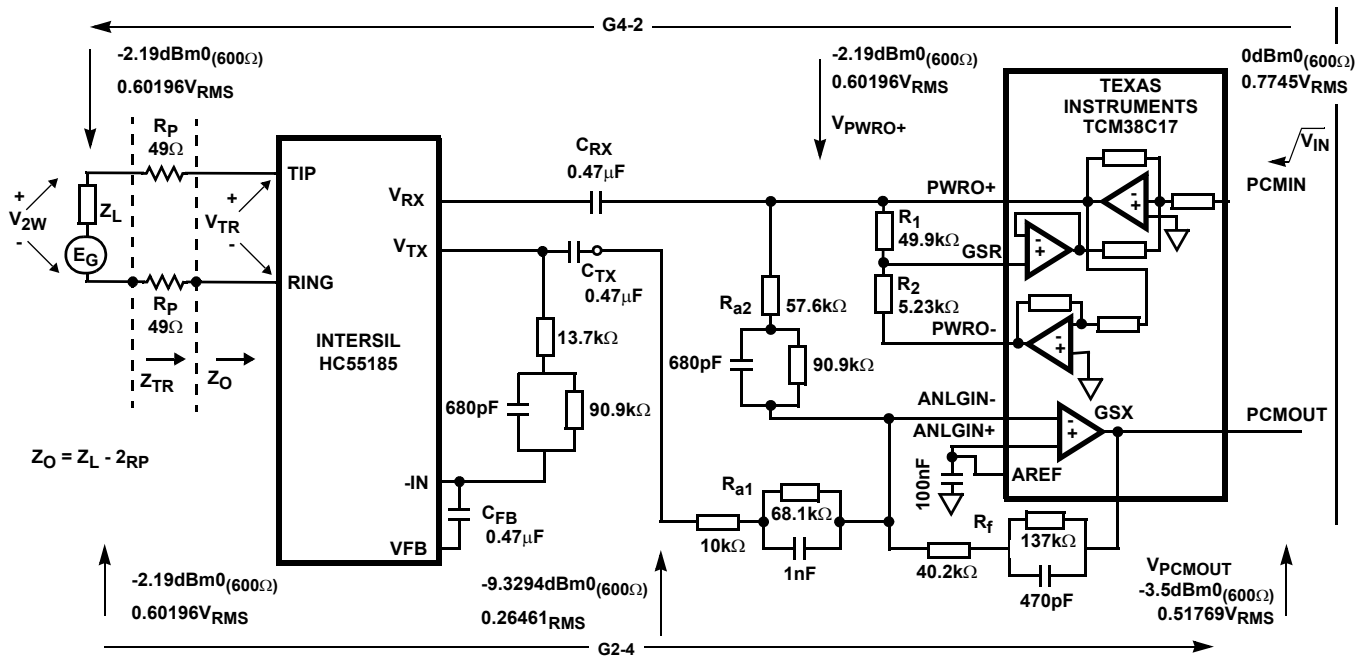 G4-2
-2.19dBm0(600Ω)
0.60196VRMS
-2.19dBm0(600Ω)
0.60196VRMS
VPWRO+
0dBm0(600Ω)
0.7745VRMS
TEXAS
INSTRUMENTS
TCM38C17
VIN
PCMIN
RP
49Ω
TIP
CRX
0.47µF
VRX
PWRO+
+
V2W
-
ZL
EG
+
VTR
-
R1
49.9kΩ
GSR
-
+
-
+
VTX
CTX
0.47µF
RING
RP
49Ω
Ra2
57.6kΩ
R2
5.23kΩ
PWRO-
-
+
INTERSIL
HC55185
13.7kΩ
680pF
90.9kΩ
ZTR
ZO
680pF
90.9kΩ
ANLGIN-
ANLGIN+
-
+
GSX
PCMOUT
ZO = ZL - 2RP
100nF
AREF
-IN
CFB
0.47µF
VFB
Ra1
68.1kΩ
10kΩ
1nF
Rf
137kΩ
40.2kΩ
470pF
-2.19dBm0(600Ω)
0.60196VRMS
-9.3294dBm0(600Ω)
0.26461RMS
VPCMOUT
-3.5dBm0(600Ω)
0.51769VRMS
G2-4